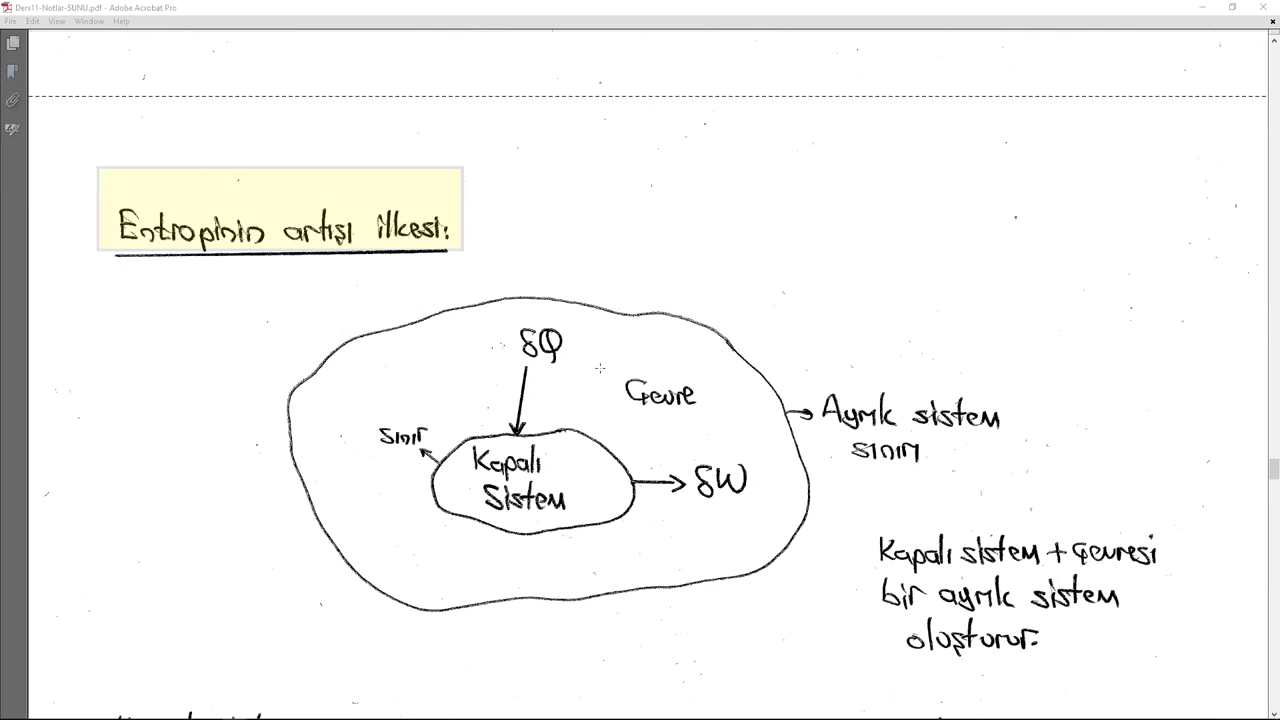 Ders11-Notlar-SUNU.pdf - Adobe Acrobat Pro
File Edit View Window Help
Entropinin artışı ilkesi:
δQ
Çevre
Sınır
Kapalı
Sistem
δW
Ayrık sistem
sınırı
Kapalı sistem + çevresi
bir ayrık sistem
oluşturur.